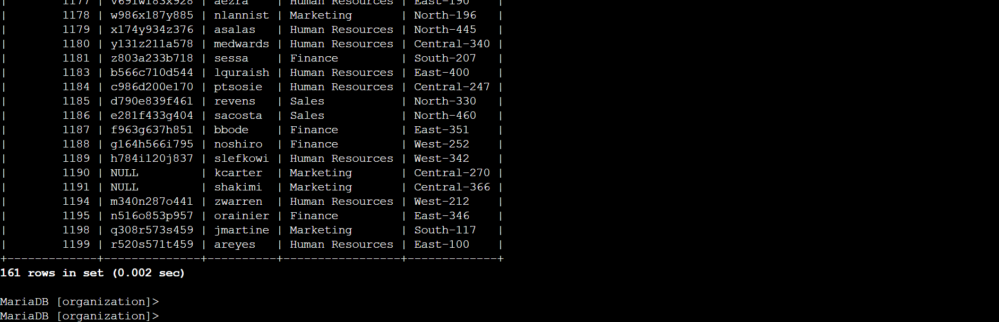 | 1177 | v691w183x928 | aezra | Human Resources | East-190 |
| 1178 | w986x187y885 | nlannist | Marketing | North-196 |
| 1179 | x174y934z376 | asalas | Human Resources | North-445 |
| 1180 | y131z211a578 | medwards | Human Resources | Central-340 |
| 1181 | z803a233b718 | sessa | Finance | South-207 |
| 1183 | b566c710d544 | lquraish | Human Resources | East-400 |
| 1184 | c986d200e170 | ptsosie | Human Resources | Central-247 |
| 1185 | d790e839f461 | revens | Sales | North-330 |
| 1186 | e281f433g404 | sacosta | Sales | North-460 |
| 1187 | f963g637h851 | bbode | Finance | East-351 |
| 1188 | g164h566i795 | noshiro | Finance | West-252 |
| 1189 | h784i120j837 | slefkowi | Human Resources | West-342 |
| 1190 | NULL | kcarter | Marketing | Central-270 |
| 1191 | NULL | shakimi | Marketing | Central-366 |
| 1194 | m340n287o441 | zwarren | Human Resources | West-212 |
| 1195 | n516o853p957 | orainier | Finance | East-346 |
| 1198 | q308r573s459 | jmartine | Marketing | South-117 |
| 1199 | r520s571t459 | areyes | Human Resources | East-100 |
+-------------+--------------+----------+-----------------+-------------+
161 rows in set (0.002 sec)
MariaDB [organization]>
MariaDB [organization]>